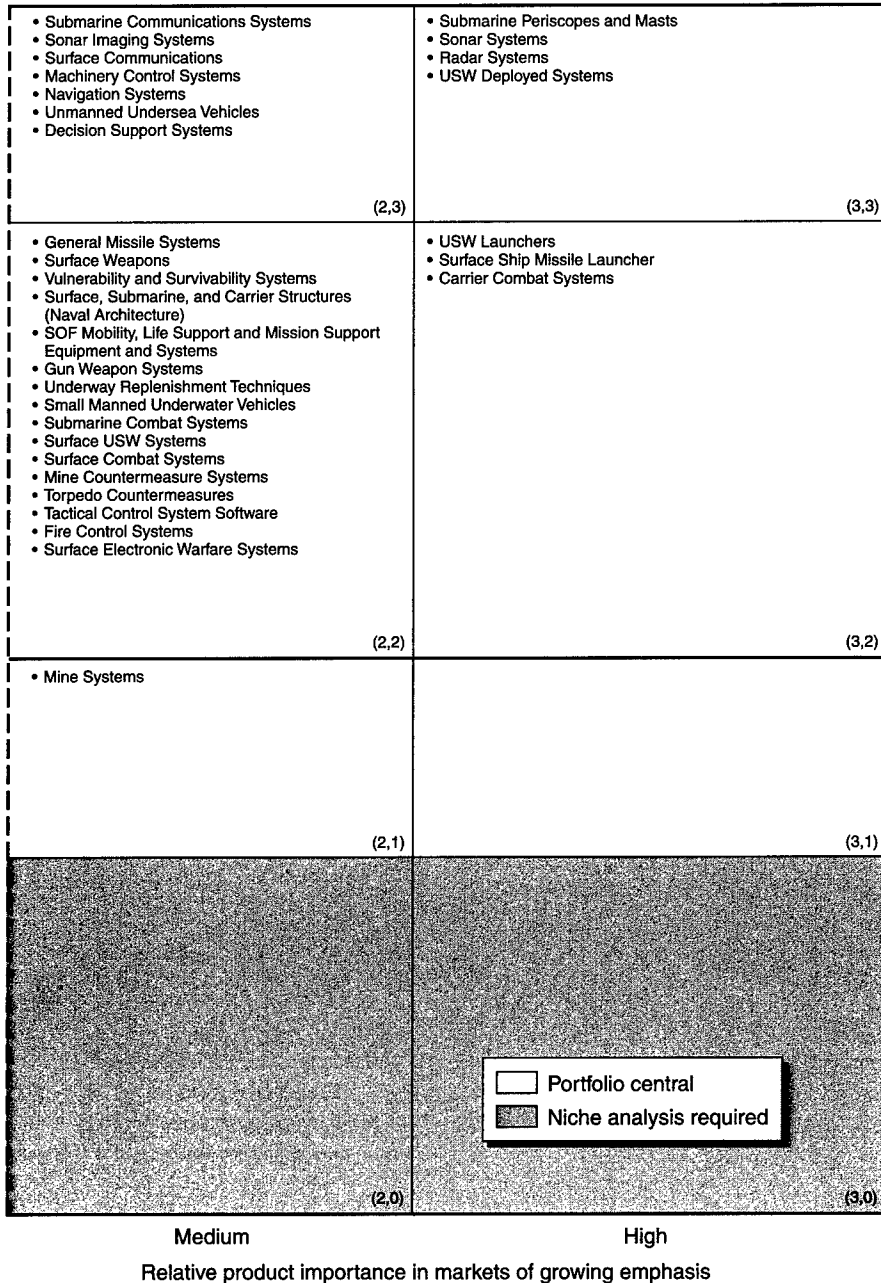 • Submarine Communications Systems
• Sonar Imaging Systems
• Surface Communications
• Machinery Control Systems
• Navigation Systems
• Unmanned Undersea Vehicles
• Decision Support Systems
(2,3)
• Submarine Periscopes and Masts
• Sonar Systems
• Radar Systems
• USW Deployed Systems
(3,3)
• General Missile Systems
• Surface Weapons
• Vulnerability and Survivability Systems
• Surface, Submarine, and Carrier Structures
(Naval Architecture)
• SOF Mobility, Life Support and Mission Support
Equipment and Systems
• Gun Weapon Systems
• Underway Replenishment Techniques
• Small Manned Underwater Vehicles
• Submarine Combat Systems
• Surface USW Systems
• Surface Combat Systems
• Mine Countermeasure Systems
• Torpedo Countermeasures
• Tactical Control System Software
• Fire Control Systems
• Surface Electronic Warfare Systems
(2,2)
• USW Launchers
• Surface Ship Missile Launcher
• Carrier Combat Systems
(3,2)
• Mine Systems
(2,1)
(3,1)
Portfolio central
Niche analysis required
(2,0)
(3,0)
Medium
High
Relative product importance in markets of growing emphasis